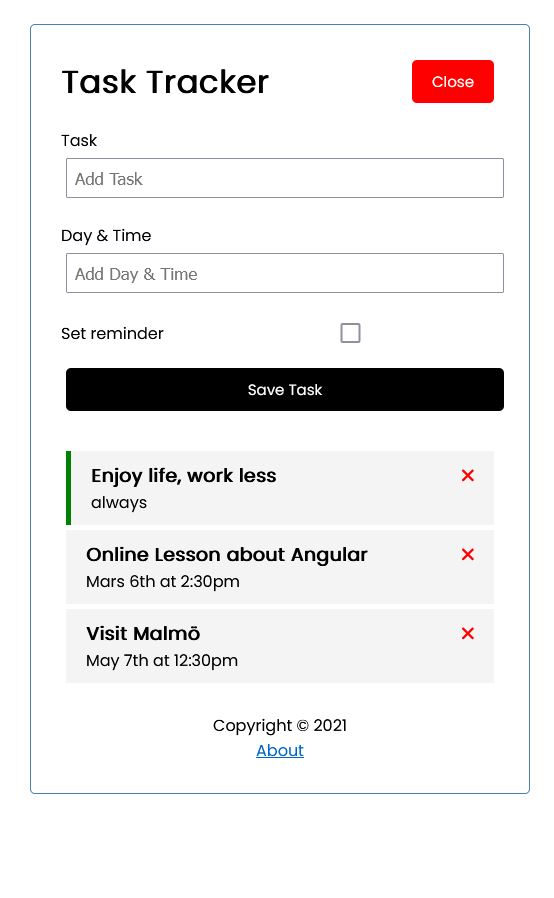 Task Tracker
Close
Task
Add Task
Day & Time
Add Day & Time
Set reminder
Save Task
Enjoy life, work less
always
Online Lesson about Angular
Mars 6th at 2:30pm
Visit Malmö
May 7th at 12:30pm
Copyright © 2021
About